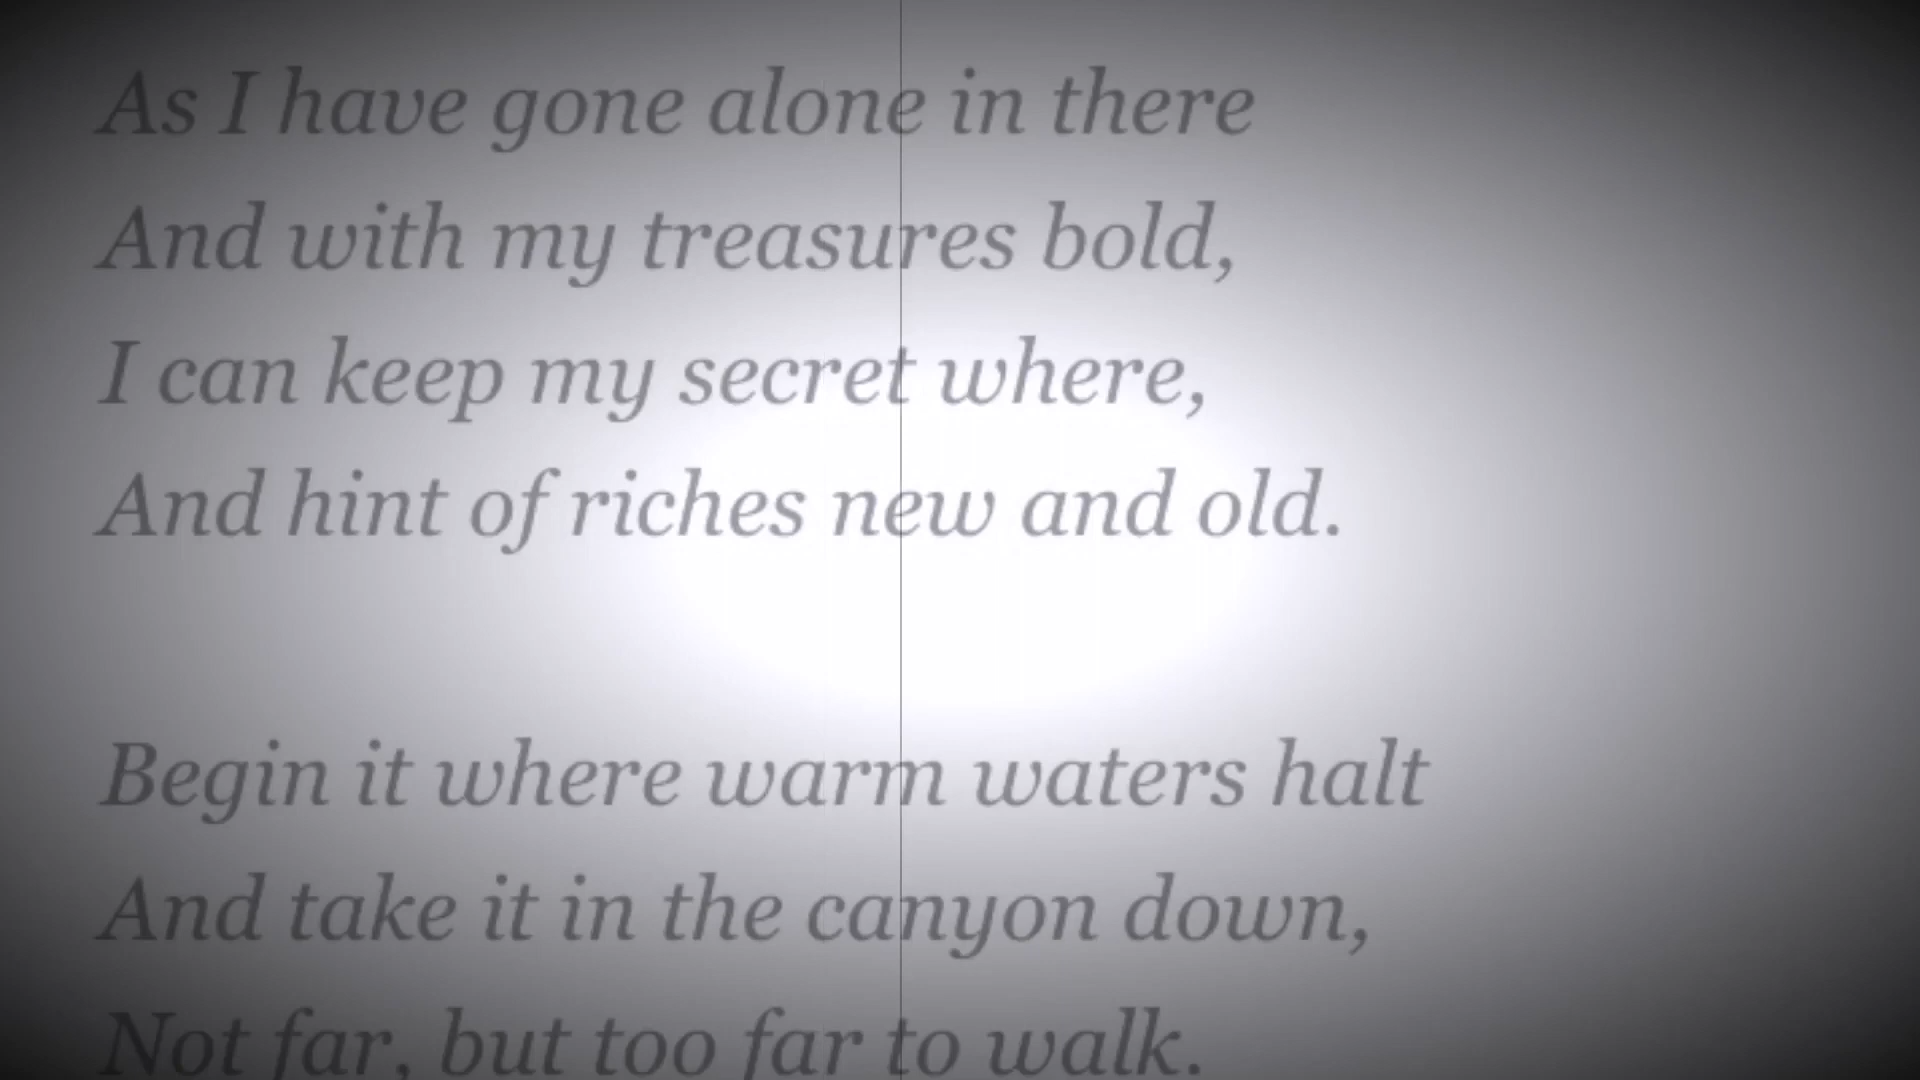 As I have gone alone in there
And with my treasures bold,
I can keep my secret where,
And hint of riches new and old.
Begin it where warm waters halt
And take it in the canyon down,
Not far, but too far to walk.